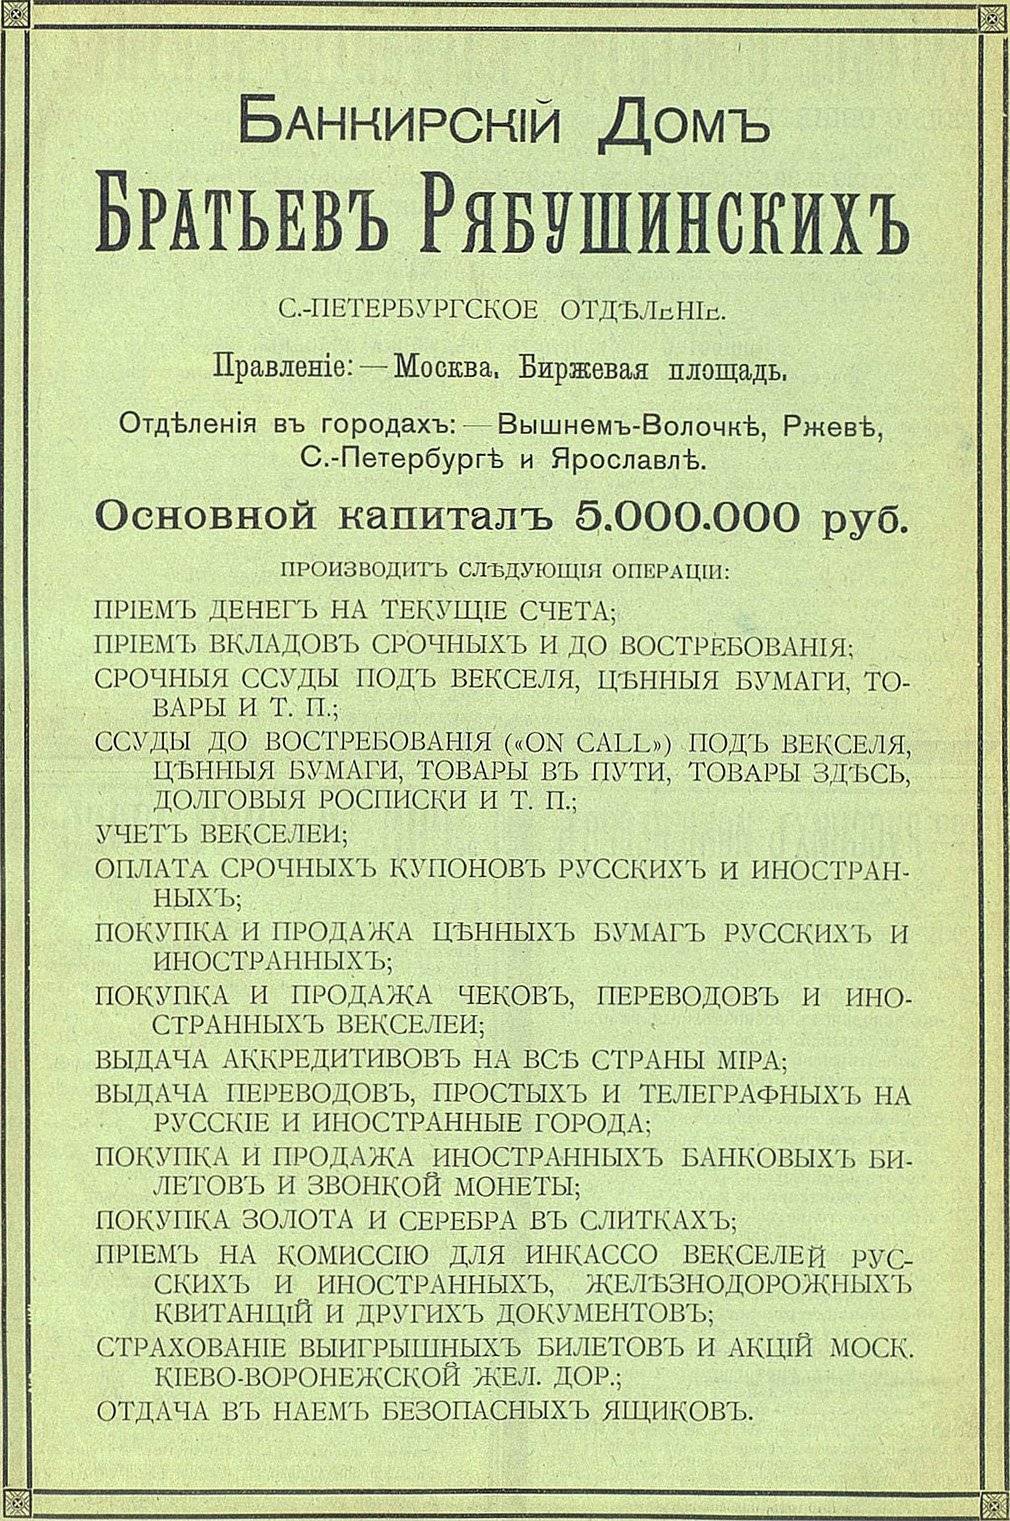 Банкирскій Домъ
Братьевъ Рябушинскихъ
С.-ПЕТЕРБУРГСКОЕ ОТДѢЛЕНІЕ.
Правленіе: — Москва, Биржевая площадь.
Отдѣленія въ городахъ: — Вышнемъ-Волочкѣ, Ржевѣ,
С.-Петербургѣ и Ярославлѣ.
Основной капиталъ 5.000.000 руб.
ПРОИЗВОДИТЪ СЛѢДУЮЩІЯ ОПЕРАЦІИ:
ПРІЕМЪ ДЕНЕГЪ НА ТЕКУЩІЕ СЧЕТА;
ПРІЕМЪ ВКЛАДОВЪ СРОЧНЫХЪ И ДО ВОСТРЕБОВАНІЯ;
СРОЧНЫЯ ССУДЫ ПОДЪ ВЕКСЕЛЯ, ЦѢННЫЯ БУМАГИ, ТО-
ВАРЫ И Т. П.;
ССУДЫ ДО ВОСТРЕБОВАНІЯ («ON CALL») ПОДЪ ВЕКСЕЛЯ,
ЦѢННЫЯ БУМАГИ, ТОВАРЫ ВЪ ПУТИ, ТОВАРЫ ЗДѢСЬ,
ДОЛГОВЫЯ РОСПИСКИ И Т. П.;
УЧЕТЪ ВЕКСЕЛЕИ;
ОПЛАТА СРОЧНЫХЪ КУПОНОВЪ РУССКИХЪ И ИНОСТРАН-
НЫХЪ;
ПОКУПКА И ПРОДАЖА ЦѢННЫХЪ БУМАГЪ РУССКИХЪ И
ИНОСТРАННЫХЪ;
ПОКУПКА И ПРОДАЖА ЧЕКОВЪ, ПЕРЕВОДОВЪ И ИНО-
СТРАННЫХЪ ВЕКСЕЛЕИ;
ВЫДАЧА АККРЕДИТИВОВЪ НА ВСѢ СТРАНЫ МІРА;
ВЫДАЧА ПЕРЕВОДОВЪ, ПРОСТЫХЪ И ТЕЛЕГРАФНЫХЪ НА
РУССКІЕ И ИНОСТРАННЫЕ ГОРОДА;
ПОКУПКА И ПРОДАЖА ИНОСТРАННЫХЪ БАНКОВЫХЪ БИ-
ЛЕТОВЪ И ЗВОНКОЙ МОНЕТЫ;
ПОКУПКА ЗОЛОТА И СЕРЕБРА ВЪ СЛИТКАХЪ;
ПРІЕМЪ НА КОМИССІЮ ДЛЯ ИНКАССО ВЕКСЕЛЕЙ РУС-
СКИХЪ И ИНОСТРАННЫХЪ, ЖЕЛѢЗНОДОРОЖНЫХЪ
КВИТАНЦІЙ И ДРУГИХЪ ДОКУМЕНТОВЪ;
СТРАХОВАНІЕ ВЫИГРЫШНЫХЪ БИЛЕТОВЪ И АКЦІЙ МОСК.
КІЕВО-ВОРОНЕЖСКОЙ ЖЕЛ. ДОР.;
ОТДАЧА ВЪ НАЕМЪ БЕЗОПАСНЫХЪ ЯЩИКОВЪ.